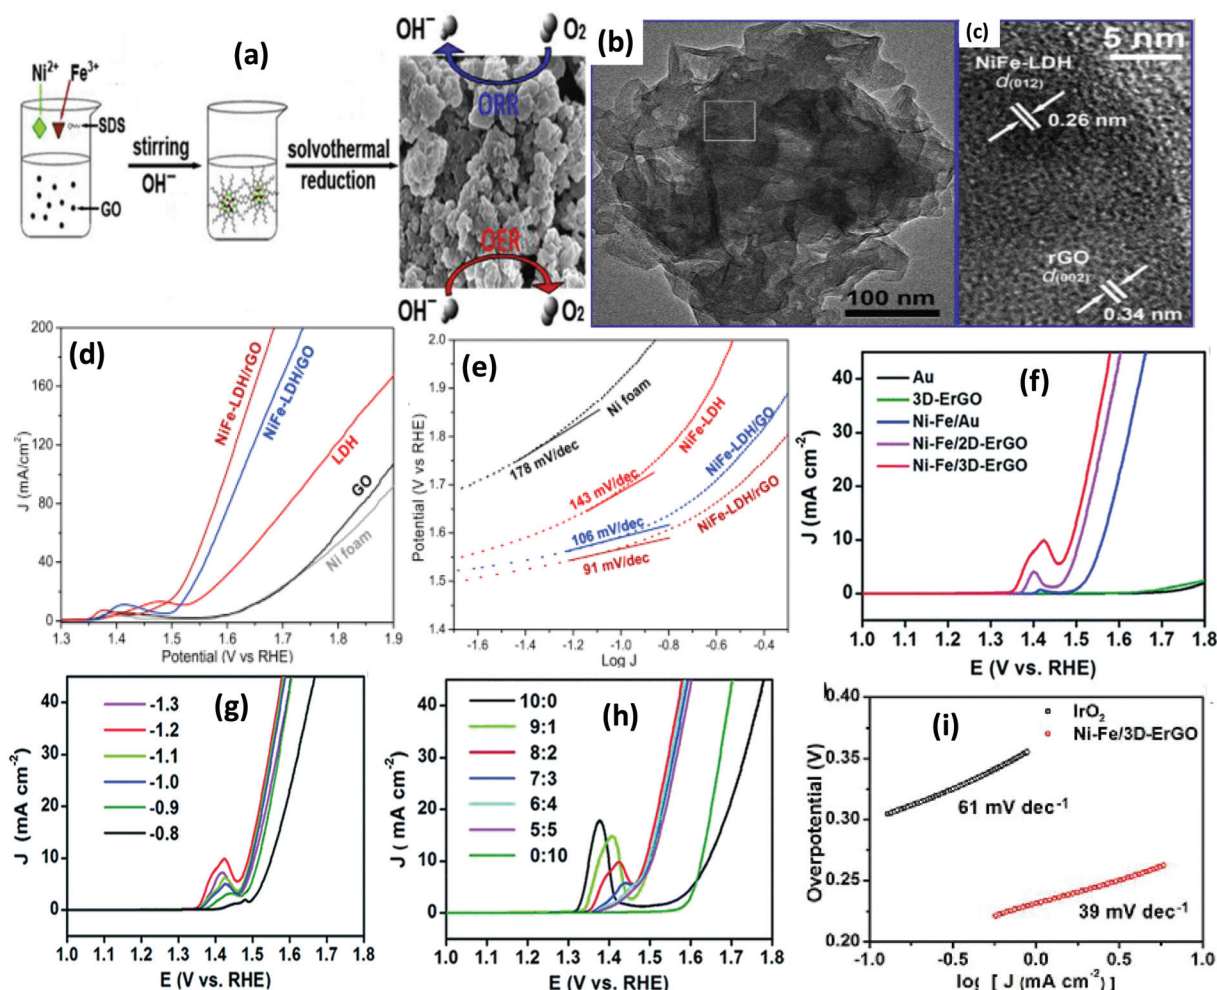 (a)
Ni2+ Fe3+
SDS
GO
stirring
OH−
solvothermal
reduction
OH− O2
ORR
OER
OH− O2
(b)
100 nm
(c)
5 nm
NiFe-LDH
d(012)
0.26 nm
rGO
d(002)
0.34 nm
(d)
J (mA/cm2)
200
160
120
80
40
0
1.3 1.4 1.5 1.6 1.7 1.8 1.9
Potential (V vs RHE)
NiFe-LDH/rGO
NiFe-LDH/GO
LDH
GO
Ni foam
(e)
Potential (V vs RHE)
2.0
1.9
1.8
1.7
1.6
1.5
1.4
-1.6 -1.4 -1.2 -1.0 -0.8 -0.6 -0.4
Log J
Ni foam
178 mV/dec
NiFe-LDH
143 mV/dec
NiFe-LDH/GO
106 mV/dec
NiFe-LDH/rGO
91 mV/dec
(f)
J (mA cm-2)
40
30
20
10
0
1.0 1.1 1.2 1.3 1.4 1.5 1.6 1.7 1.8
E (V vs. RHE)
Au
3D-ErGO
Ni-Fe/Au
Ni-Fe/2D-ErGO
Ni-Fe/3D-ErGO
(g)
J (mA cm-2)
40
30
20
10
0
1.0 1.1 1.2 1.3 1.4 1.5 1.6 1.7 1.8
E (V vs. RHE)
-1.3
-1.2
-1.1
-1.0
-0.9
-0.8
(h)
J ( mA cm-2)
40
30
20
10
0
1.0 1.1 1.2 1.3 1.4 1.5 1.6 1.7 1.8
E (V vs. RHE)
10:0
9:1
8:2
7:3
6:4
5:5
0:10
(i)
Overpotential (V)
0.40
0.35
0.30
0.25
0.20
-1.0 -0.5 0.0 0.5 1.0
log [ J (mA cm-2) ]
IrO2
Ni-Fe/3D-ErGO
61 mV dec-1
39 mV dec-1